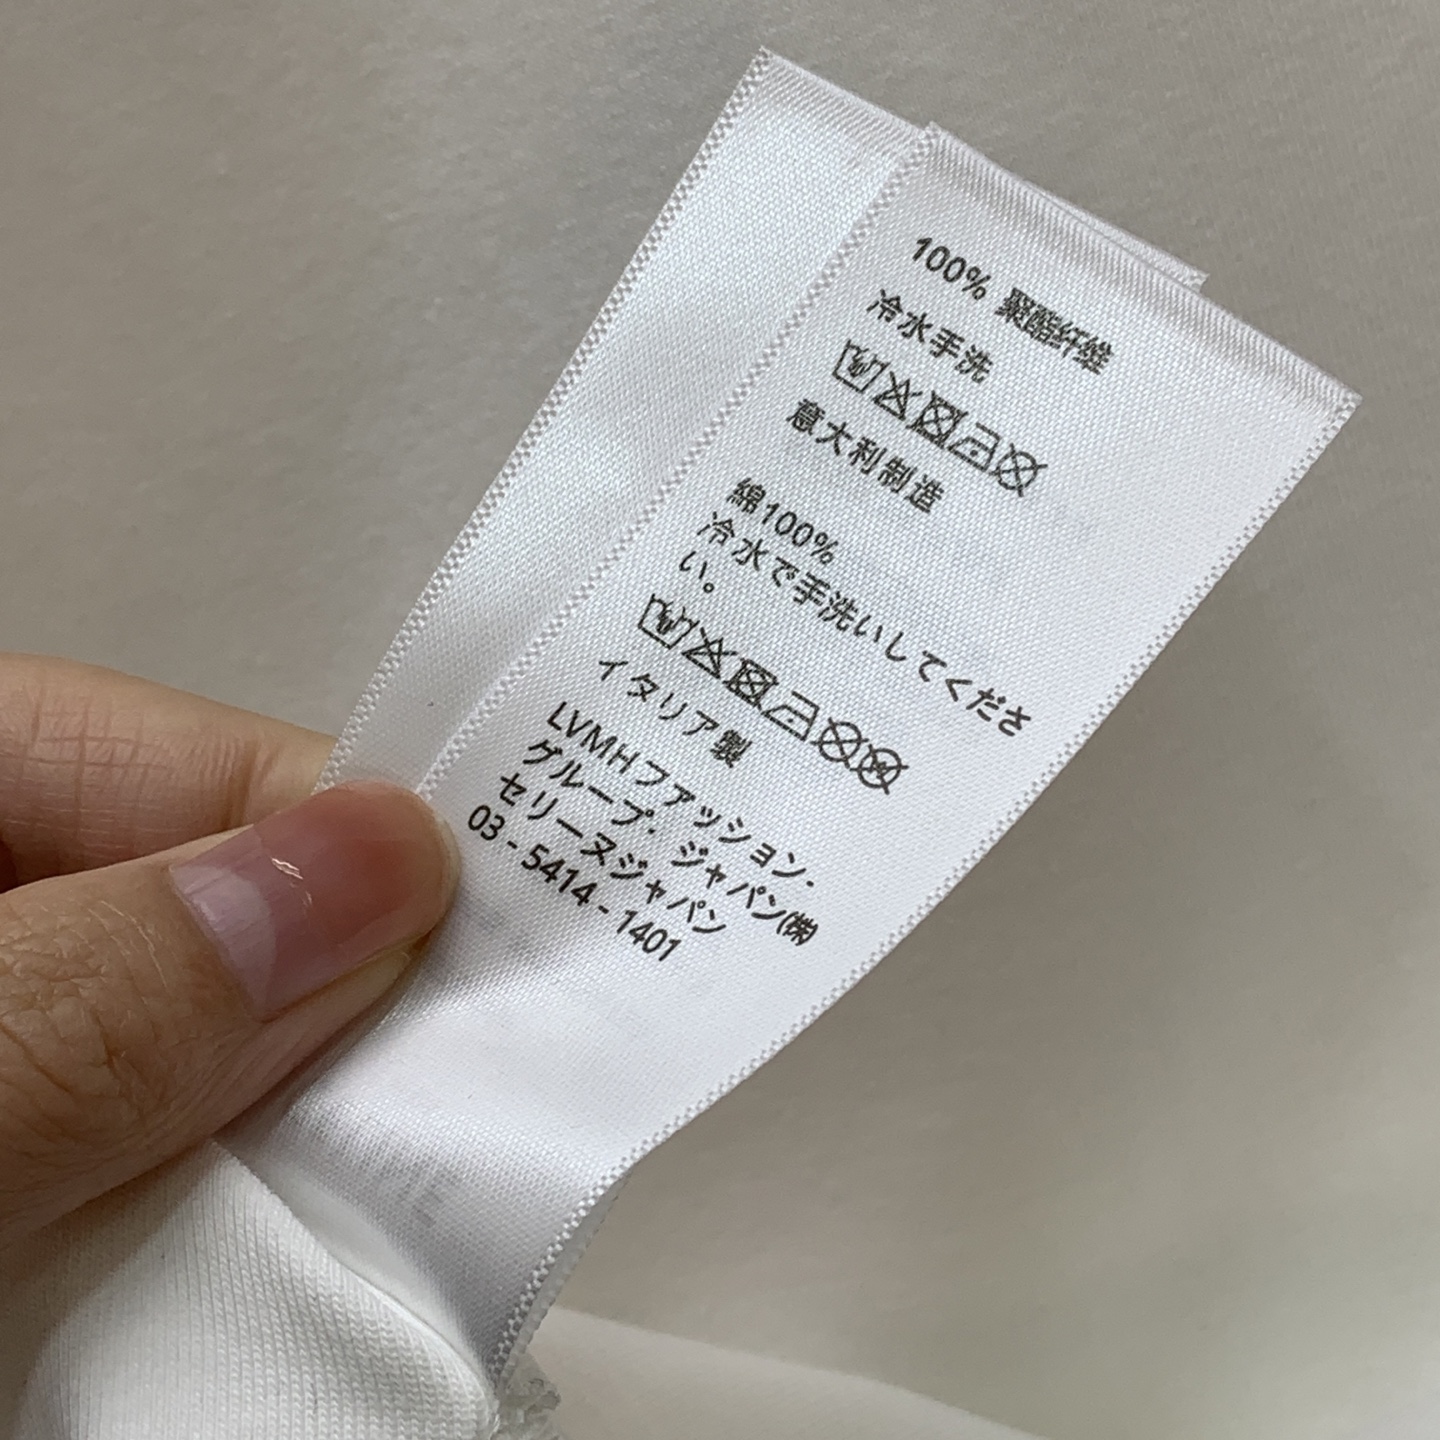 100% 聚酯纤维
冷水手洗
意大利制造
綿100%
冷水で手洗いしてくださ
い。
イタリア製
LVMHファッション·
グループ· ジャパン(株)
セリーヌジャパン
03 - 5414 - 1401